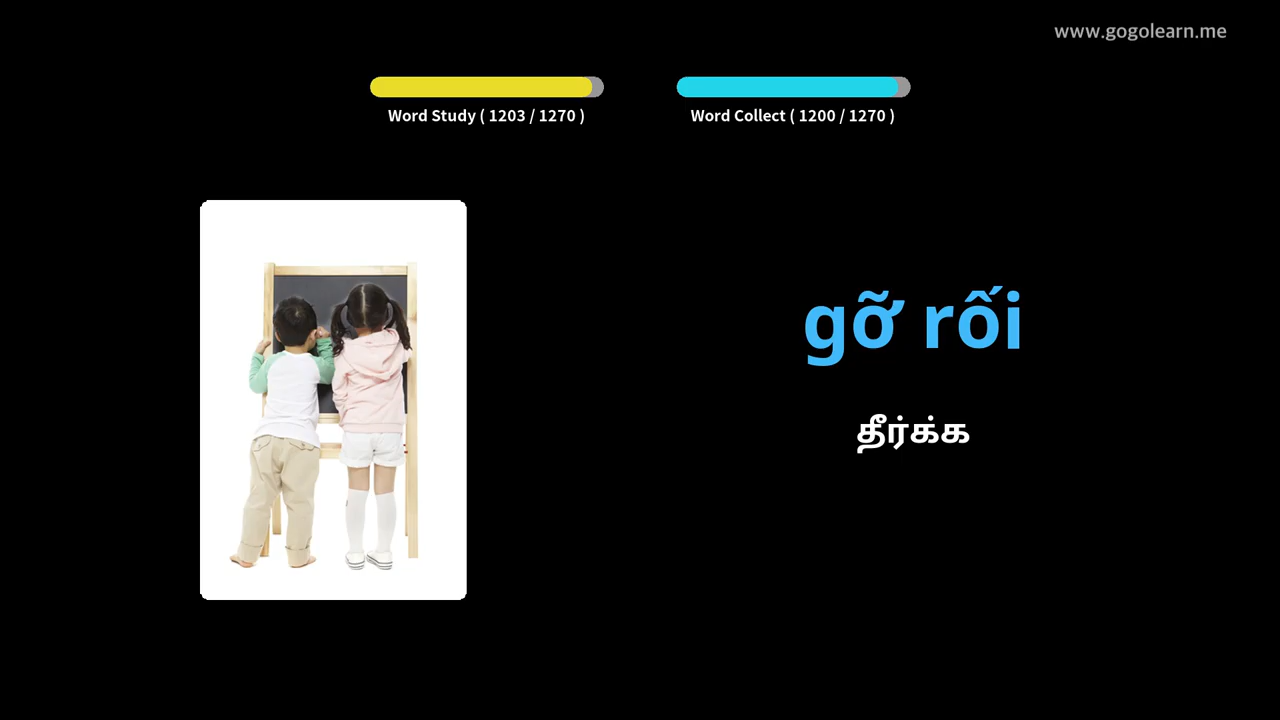 www.gogolearn.me
Word Study ( 1203 / 1270 )
Word Collect ( 1200 / 1270 )
gỡ rối
தீர்க்க